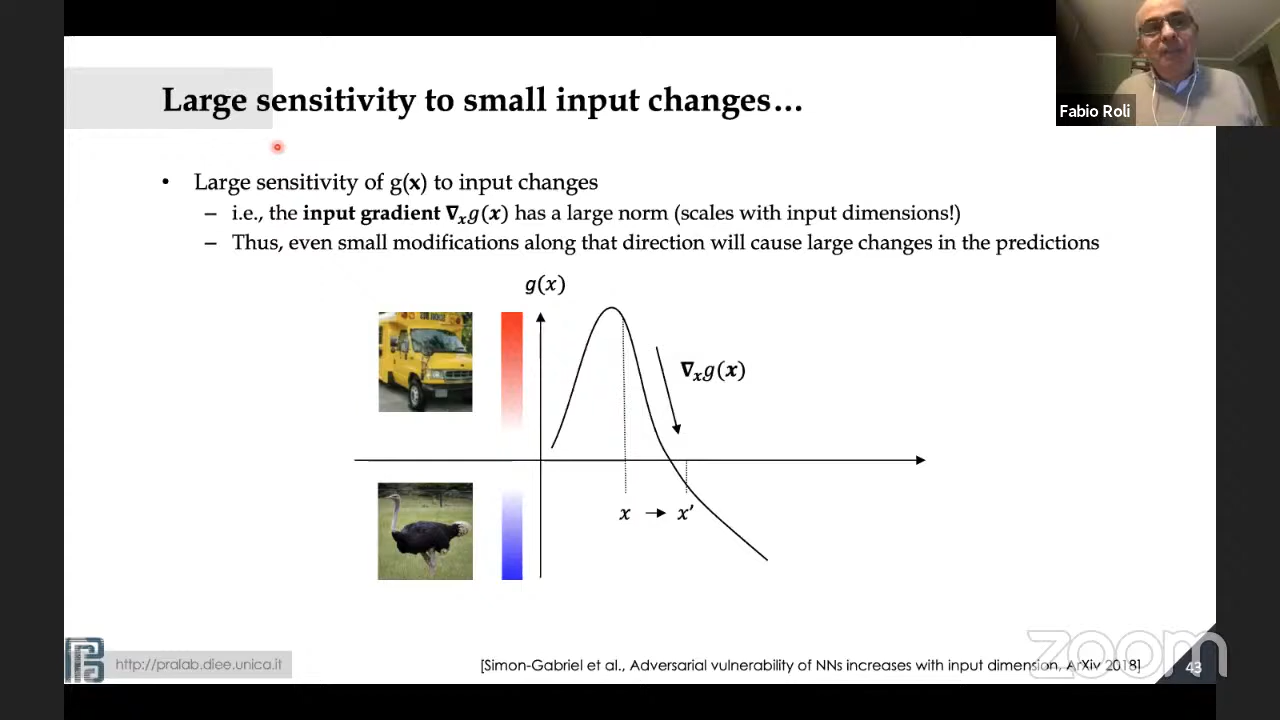 Large sensitivity to small input changes…
Fabio Roli
• Large sensitivity of g(x) to input changes
– i.e., the input gradient ∇ₓg(x) has a large norm (scales with input dimensions!)
– Thus, even small modifications along that direction will cause large changes in the predictions
g(x)
∇ₓg(x)
x → x'
http://pralab.diee.unica.it
[Simon-Gabriel et al., Adversarial vulnerability of NNs increases with input dimension, ArXiv 2018]
43
zoom